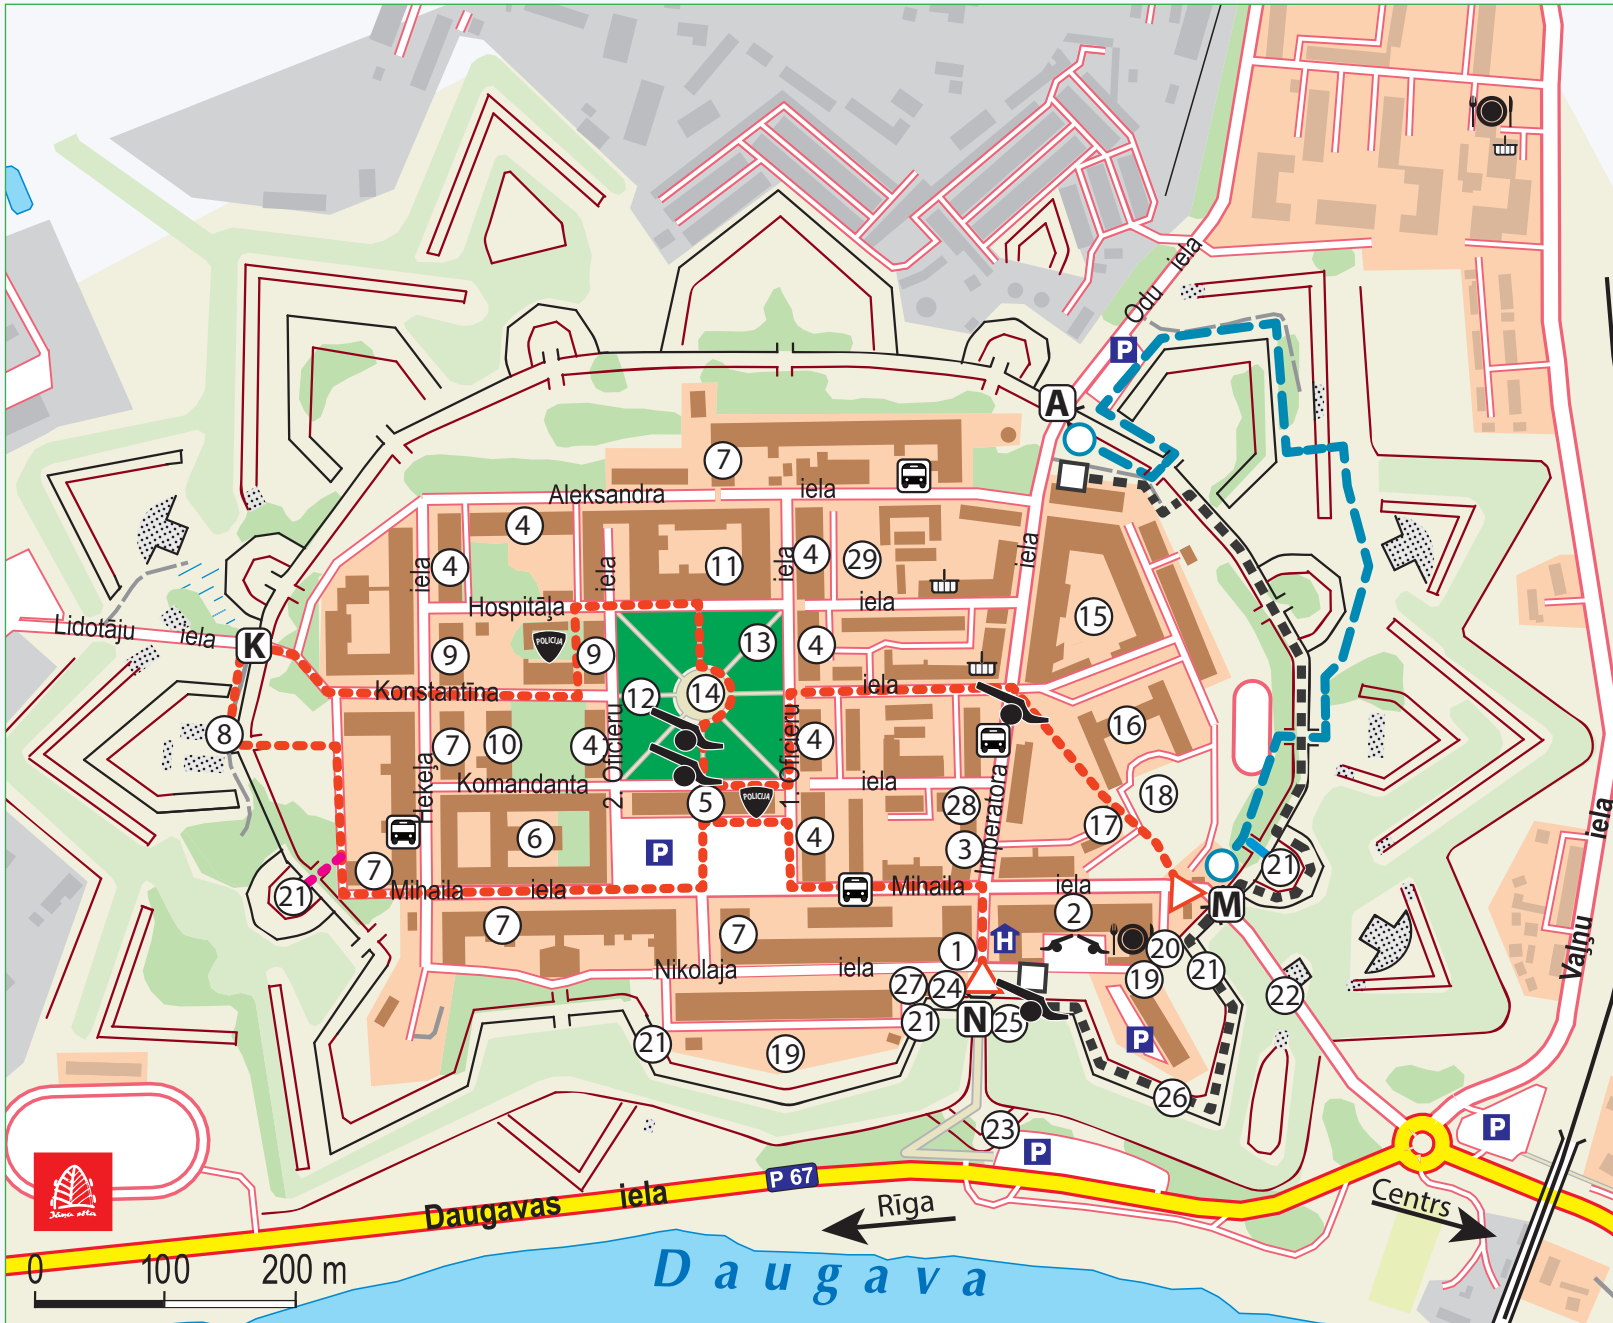 Odu iela
P
A
7
Aleksandra iela
4
4
11
4
29
iela
iela
iela
iela
Hospitāļa iela
15
Lidotāju iela
K
9
POLICIJA
9
13
4
12
14
Konstantīna iela
16
8
7
10
4
4
2. Oficieru
1. Oficieru
Hekeļa
Imperatora
Komandanta iela
18
5
POLICIJA
28
17
6
P
4
3
7
21
21
Mihaila iela
Mihaila iela
M
2
7
7
1
H
20
19
21
22
Nikolaja iela
27
24
21
N
25
21
19
P
26
23
P
P
Vaļņu iela
P 67
Daugavas iela
Rīga
Centrs
Daugava
Jāņa sēta
0 100 200 m